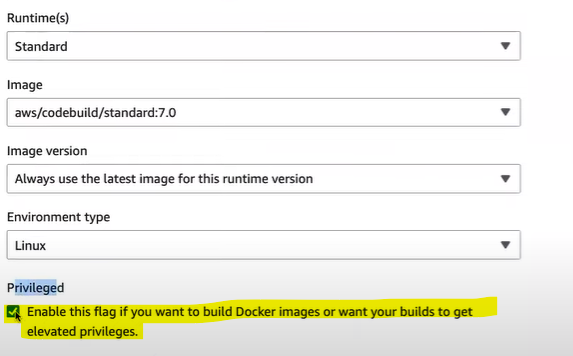 Runtime(s)
Standard
Image
aws/codebuild/standard:7.0
Image version
Always use the latest image for this runtime version
Environment type
Linux
Privileged
Enable this flag if you want to build Docker images or want your builds to get
elevated privileges.